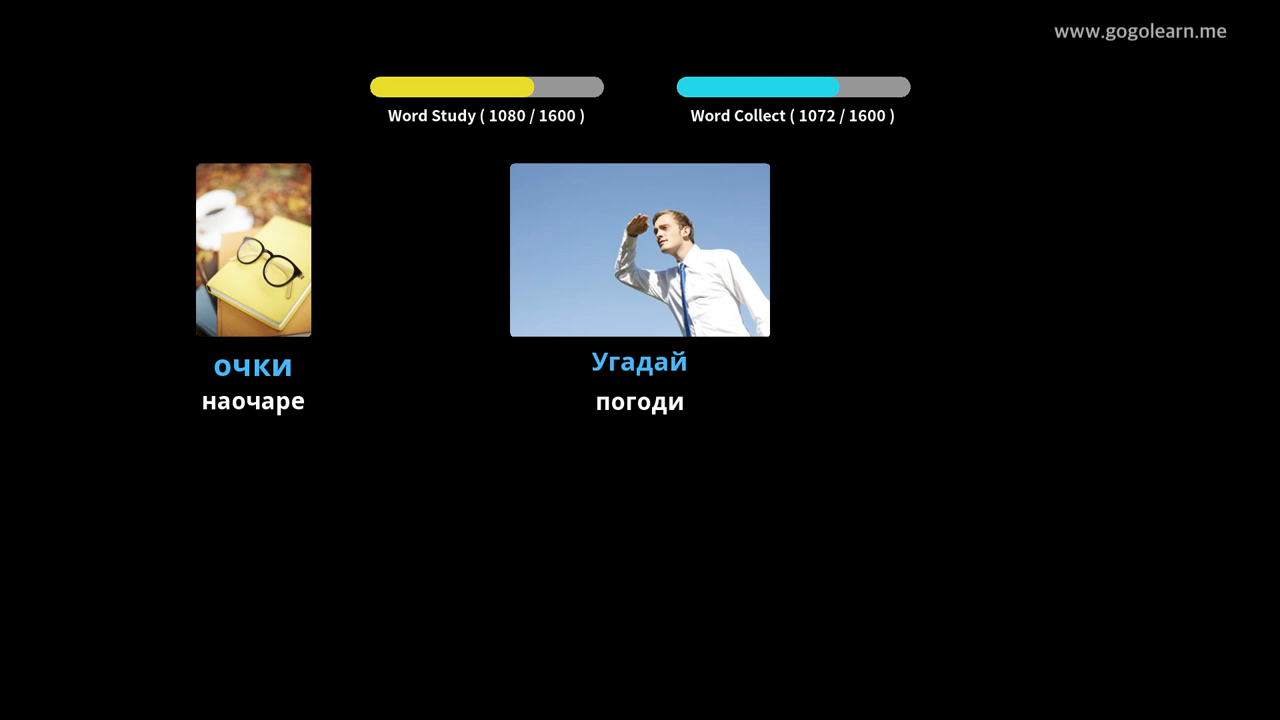 www.gogolearn.me
Word Study ( 1080 / 1600 )
Word Collect ( 1072 / 1600 )
очки
наочаре
Угадай
погоди